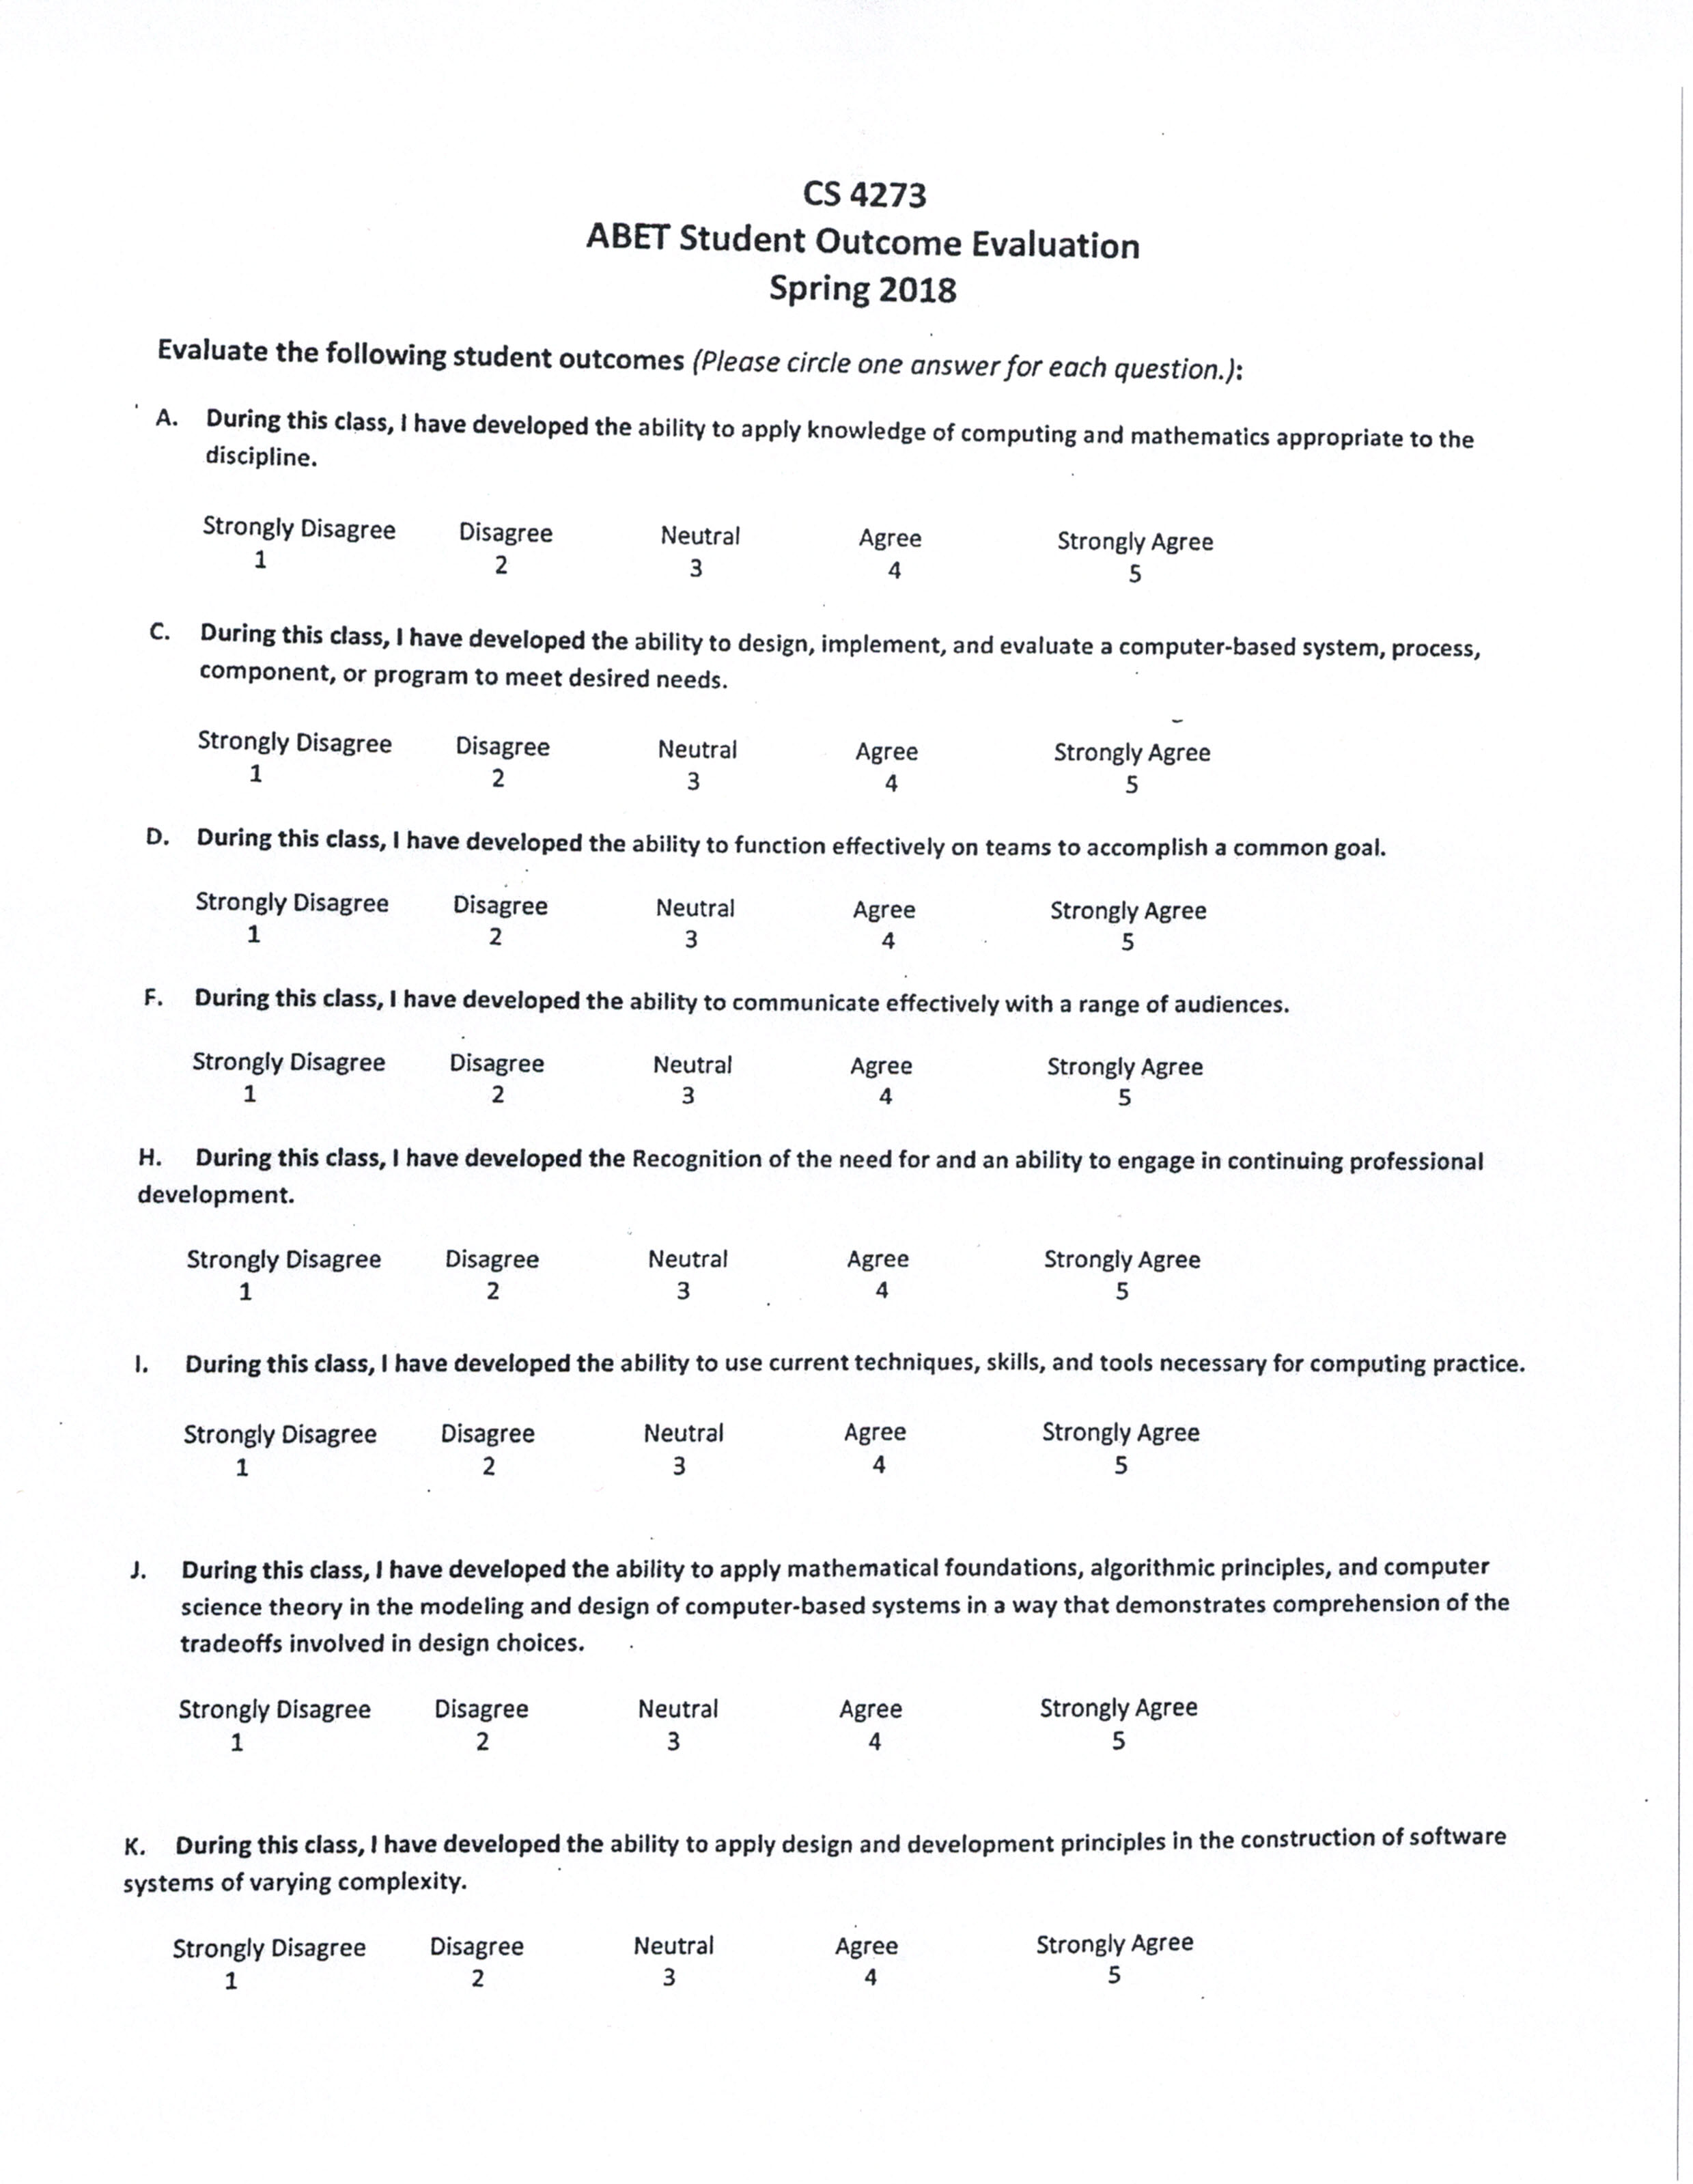 CS 4273
ABET Student Outcome Evaluation
Spring 2018
Evaluate the following student outcomes (Please circle one answer for each question.):
A. During this class, I have developed the ability to apply knowledge of computing and mathematics appropriate to the
discipline.
Strongly Disagree Disagree Neutral Agree Strongly Agree
1 2 3 4 5
C. During this class, I have developed the ability to design, implement, and evaluate a computer-based system, process,
component, or program to meet desired needs.
Strongly Disagree Disagree Neutral Agree Strongly Agree
1 2 3 4 5
D. During this class, I have developed the ability to function effectively on teams to accomplish a common goal.
Strongly Disagree Disagree Neutral Agree Strongly Agree
1 2 3 4 5
F. During this class, I have developed the ability to communicate effectively with a range of audiences.
Strongly Disagree Disagree Neutral Agree Strongly Agree
1 2 3 4 5
H. During this class, I have developed the Recognition of the need for and an ability to engage in continuing professional
development.
Strongly Disagree Disagree Neutral Agree Strongly Agree
1 2 3 4 5
I. During this class, I have developed the ability to use current techniques, skills, and tools necessary for computing practice.
Strongly Disagree Disagree Neutral Agree Strongly Agree
1 2 3 4 5
J. During this class, I have developed the ability to apply mathematical foundations, algorithmic principles, and computer
science theory in the modeling and design of computer-based systems in a way that demonstrates comprehension of the
tradeoffs involved in design choices.
Strongly Disagree Disagree Neutral Agree Strongly Agree
1 2 3 4 5
K. During this class, I have developed the ability to apply design and development principles in the construction of software
systems of varying complexity.
Strongly Disagree Disagree Neutral Agree Strongly Agree
1 2 3 4 5